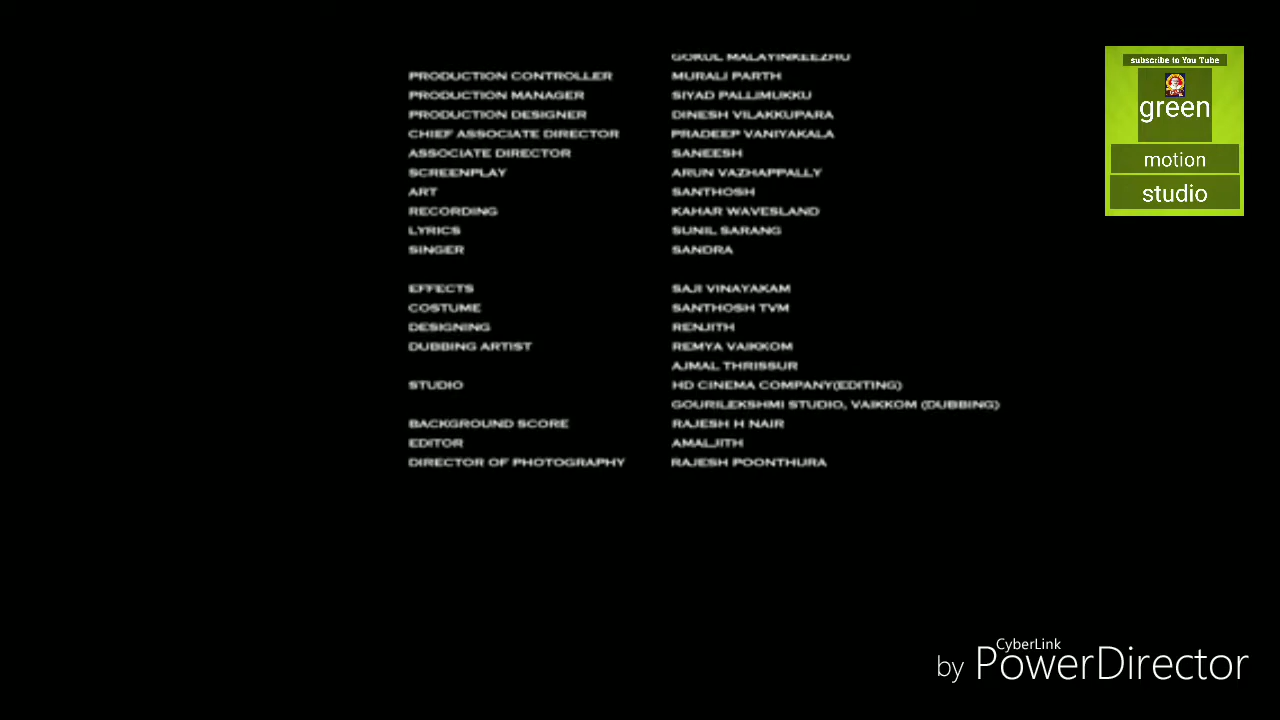 GOKUL MALAYINKEEZHU
PRODUCTION CONTROLLER MURALI PARTH
PRODUCTION MANAGER SIYAD PALLIMUKKU
PRODUCTION DESIGNER DINESH VILAKKUPARA
CHIEF ASSOCIATE DIRECTOR PRADEEP VANIYAKALA
ASSOCIATE DIRECTOR SANEESH
SCREENPLAY ARUN VAZHAPPALLY
ART SANTHOSH
RECORDING KAHAR WAVESLAND
LYRICS SUNIL SARANG
SINGER SANDRA
EFFECTS SAJI VINAYAKAM
COSTUME SANTHOSH TVM
DESIGNING RENJITH
DUBBING ARTIST REMYA VAIKKOM
AJMAL THRISSUR
STUDIO HD CINEMA COMPANY(EDITING)
GOURILEKSHMI STUDIO, VAIKKOM (DUBBING)
BACKGROUND SCORE RAJESH H NAIR
EDITOR AMALJITH
DIRECTOR OF PHOTOGRAPHY RAJESH POONTHURA
subscribe to You Tube
green
motion
studio
CyberLink
by PowerDirector